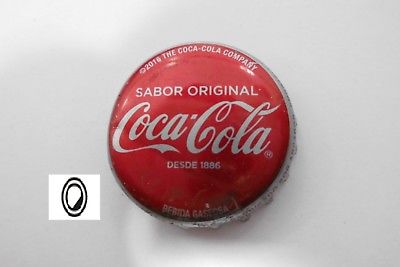 ©2016 THE COCA-COLA COMPANY
SABOR ORIGINAL
Coca-Cola®
DESDE 1886
BEBIDA GASEOSA